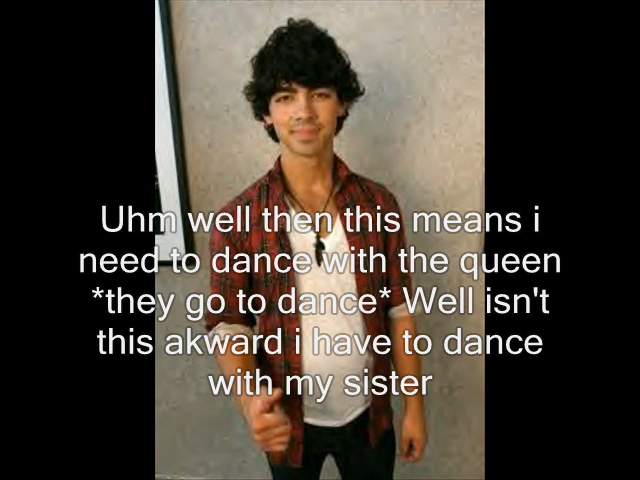 Uhm well then this means i
need to dance with the queen
*they go to dance* Well isn't
this akward i have to dance
with my sister